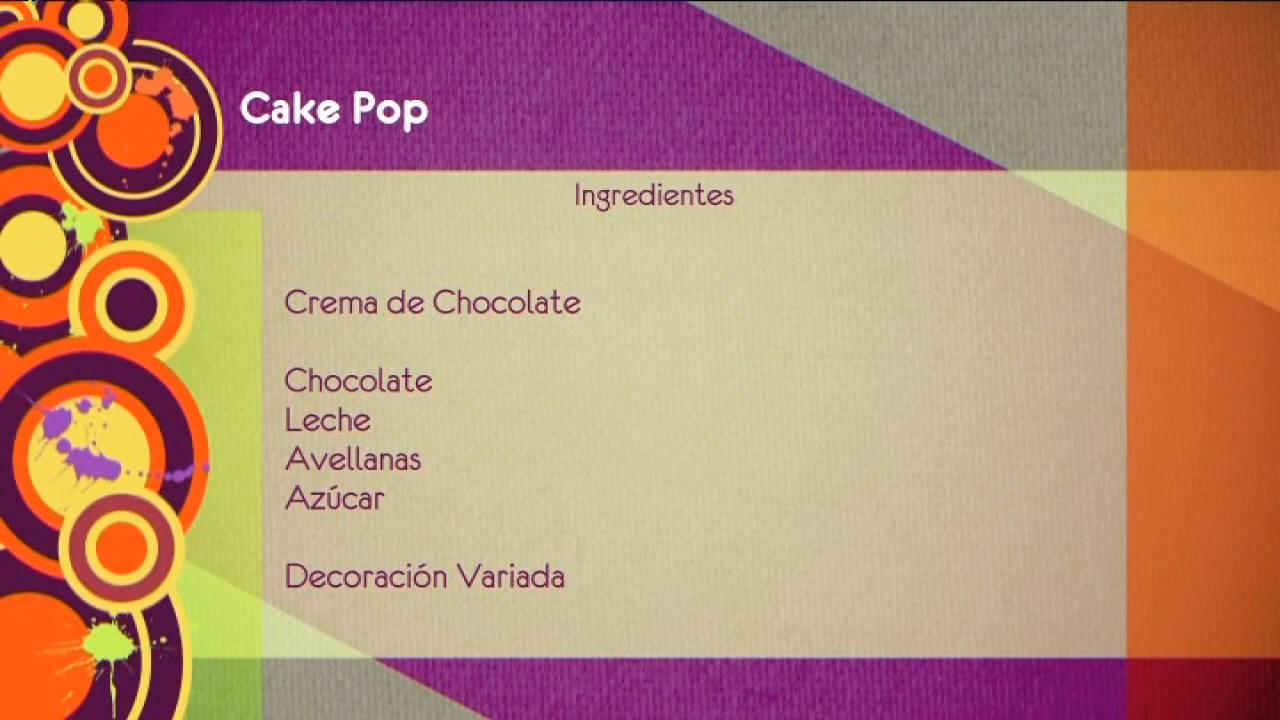 Cake Pop
Ingredientes
Crema de Chocolate
Chocolate
Leche
Avellanas
Azúcar
Decoración Variada